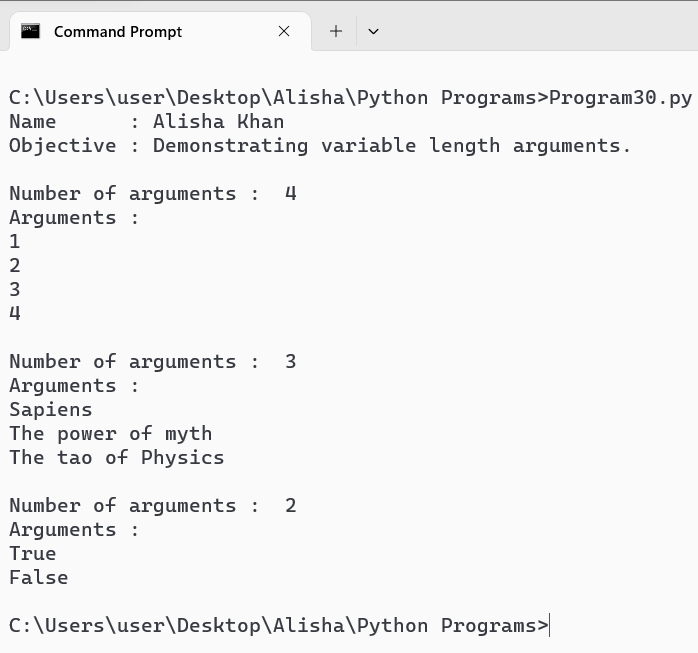 Command Prompt
C:\Users\user\Desktop\Alisha\Python Programs>Program30.py
Name      : Alisha Khan
Objective : Demonstrating variable length arguments.
Number of arguments :  4
Arguments :
1
2
3
4
Number of arguments :  3
Arguments :
Sapiens
The power of myth
The tao of Physics
Number of arguments :  2
Arguments :
True
False
C:\Users\user\Desktop\Alisha\Python Programs>